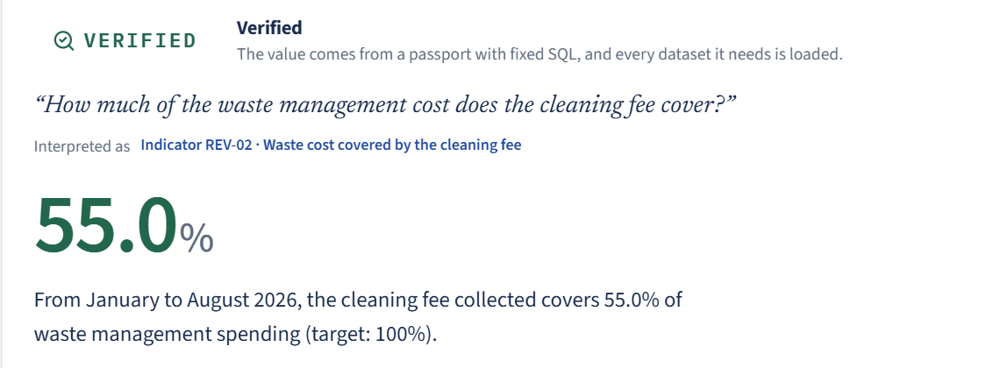 VERIFIED
Verified
The value comes from a passport with fixed SQL, and every dataset it needs is loaded.
“How much of the waste management cost does the cleaning fee cover?”
Interpreted as Indicator REV-02 · Waste cost covered by the cleaning fee
55.0%
From January to August 2026, the cleaning fee collected covers 55.0% of
waste management spending (target: 100%).